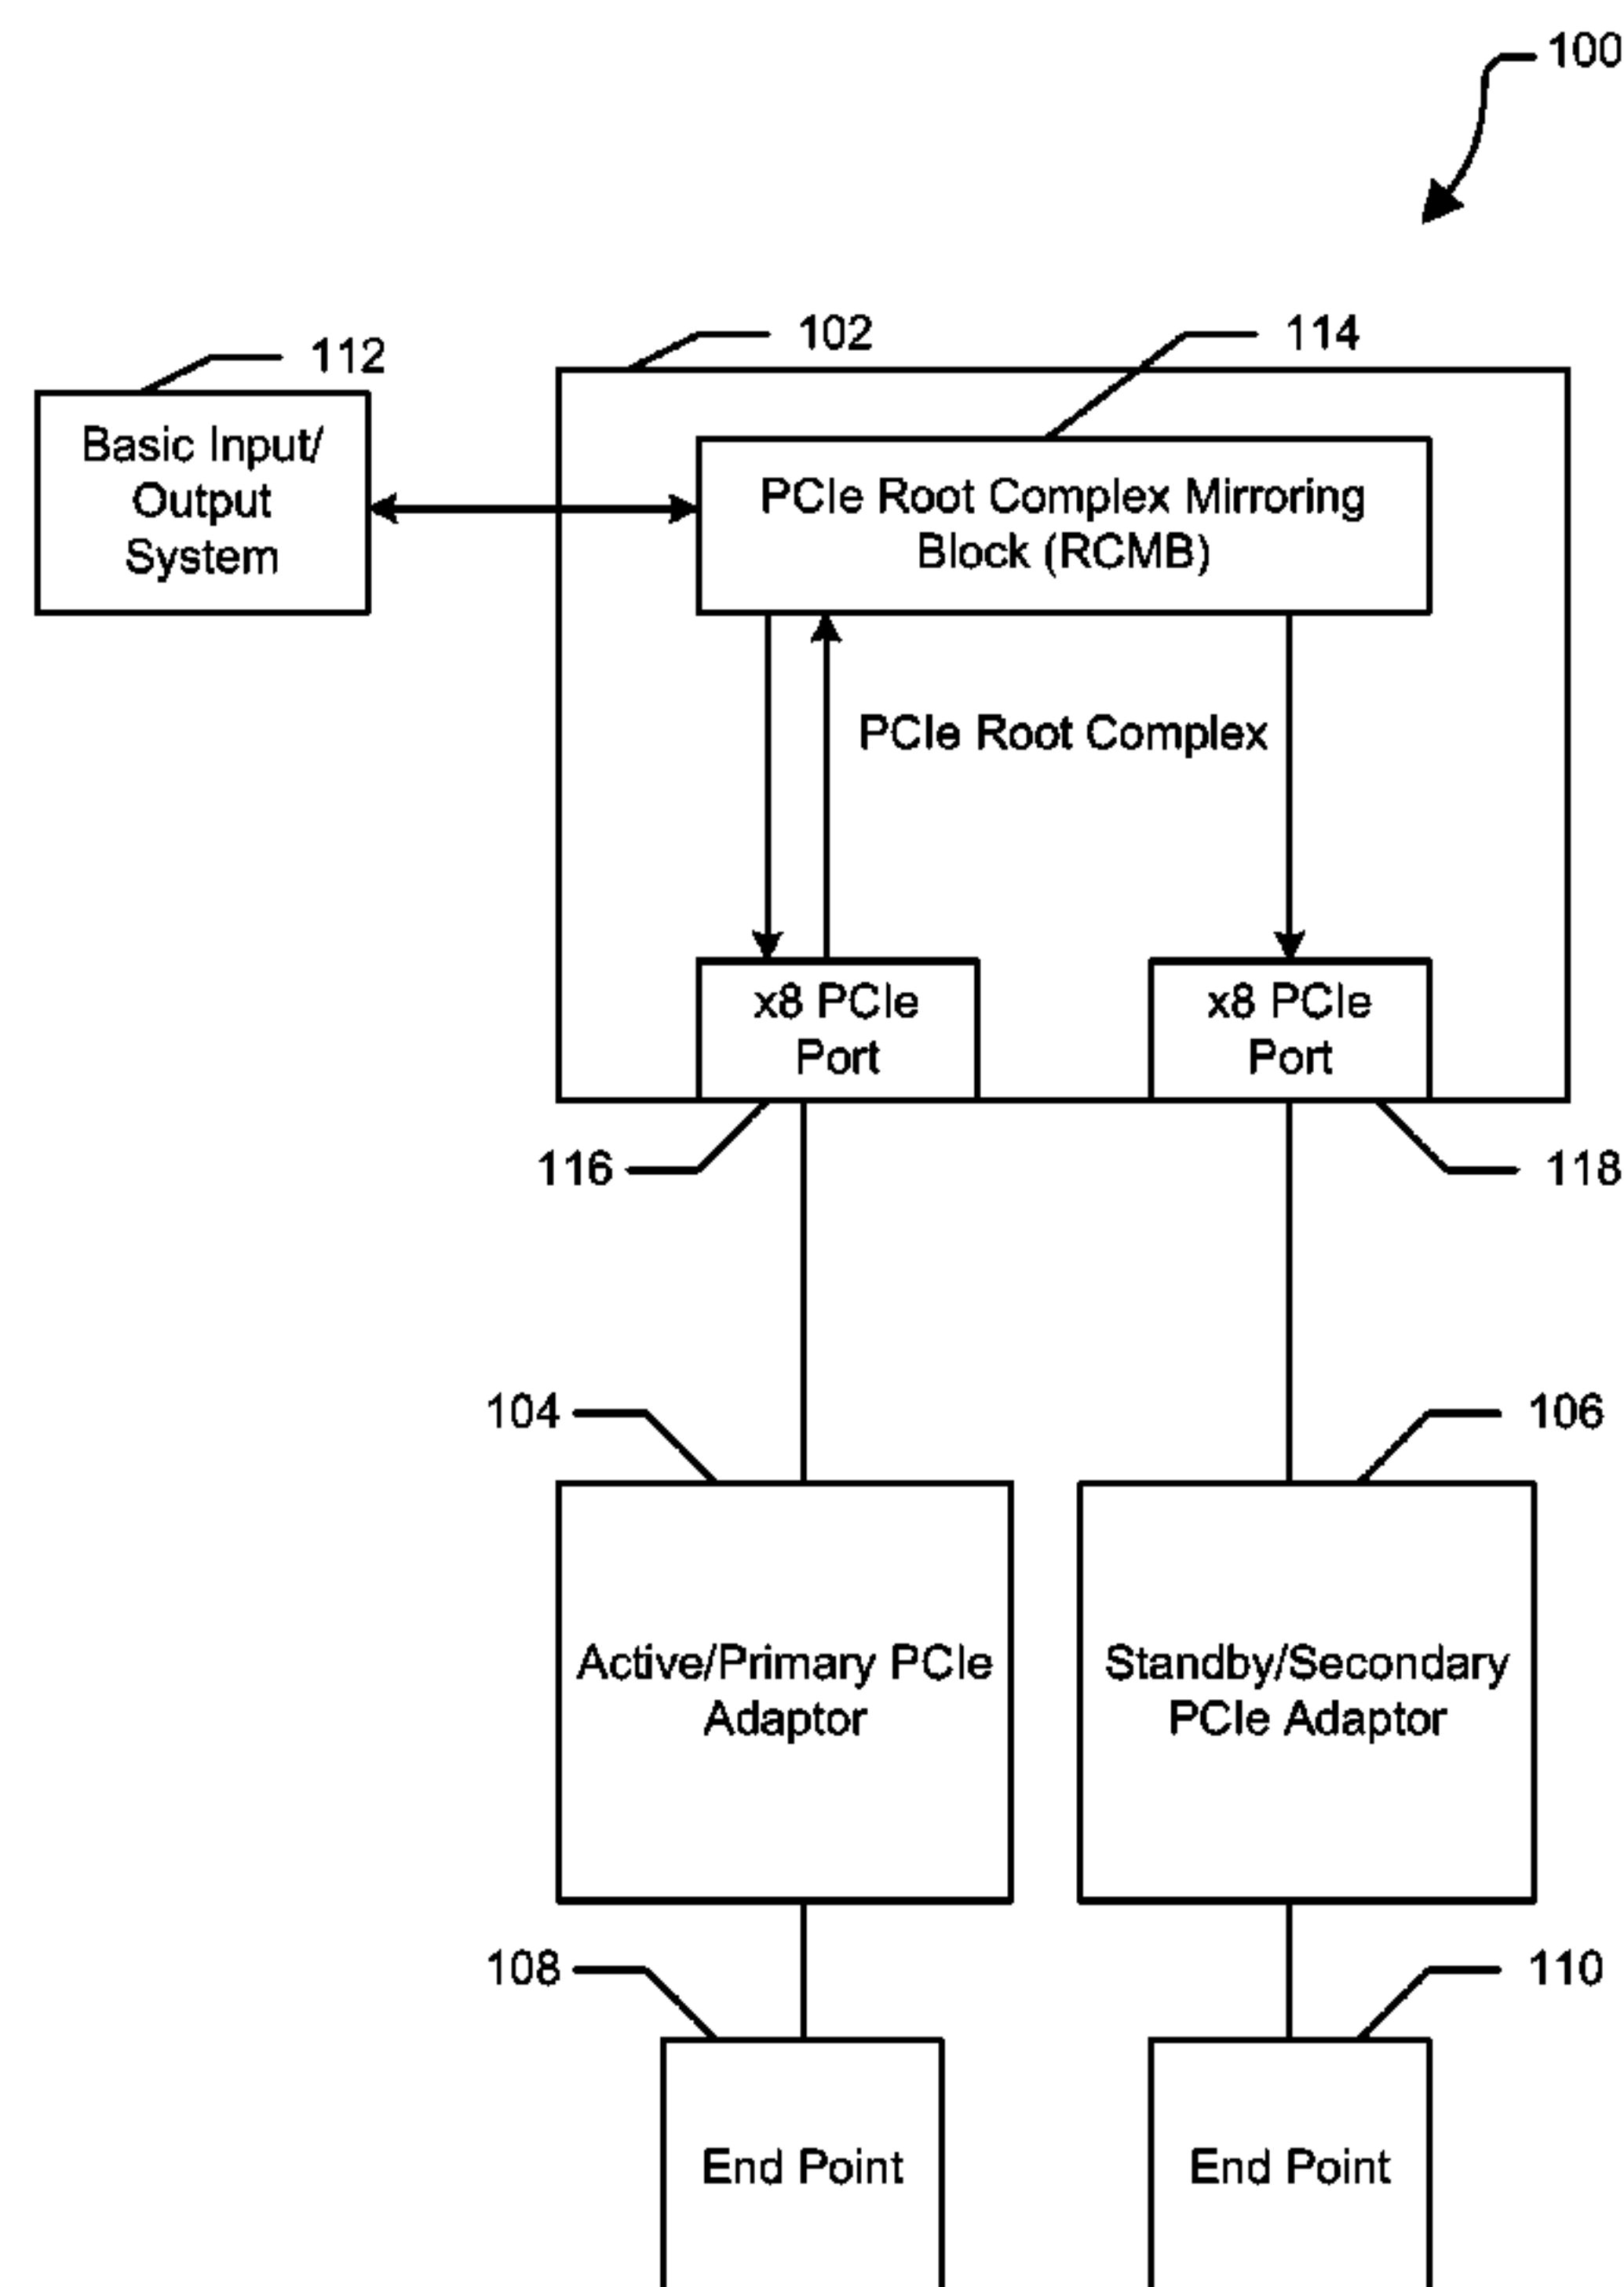 100
102
114
112
Basic Input/
Output
System
PCIe Root Complex Mirroring
Block (RCMB)
PCIe Root Complex
x8 PCIe
Port
x8 PCIe
Port
116
118
104
106
Active/Primary PCIe
Adaptor
Standby/Secondary
PCIe Adaptor
108
110
End Point
End Point